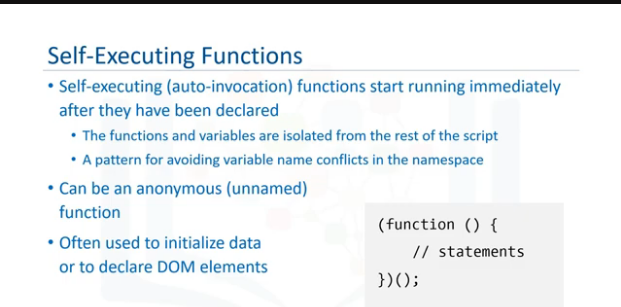 Self-Executing Functions
• Self-executing (auto-invocation) functions start running immediately
after they have been declared
• The functions and variables are isolated from the rest of the script
• A pattern for avoiding variable name conflicts in the namespace
• Can be an anonymous (unnamed)
function
• Often used to initialize data
or to declare DOM elements
(function () {
    // statements
})();